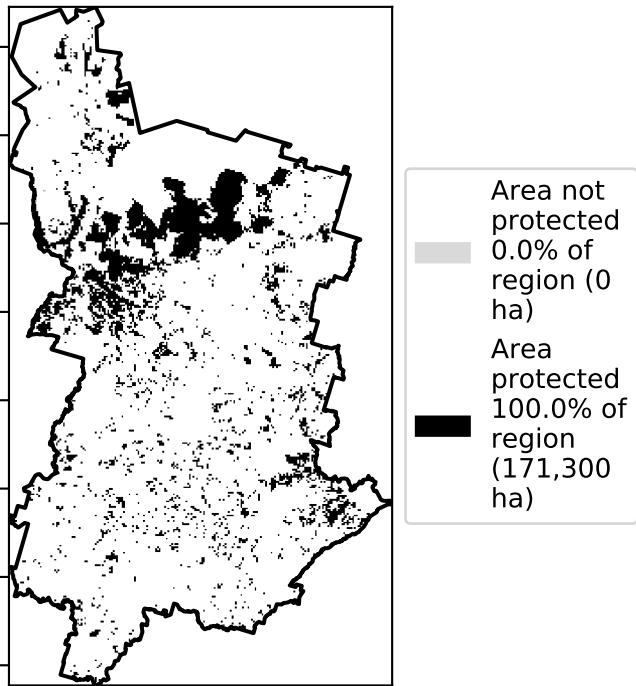 Area not
protected
0.0% of
region (0
ha)
Area
protected
100.0% of
region
(171,300
ha)